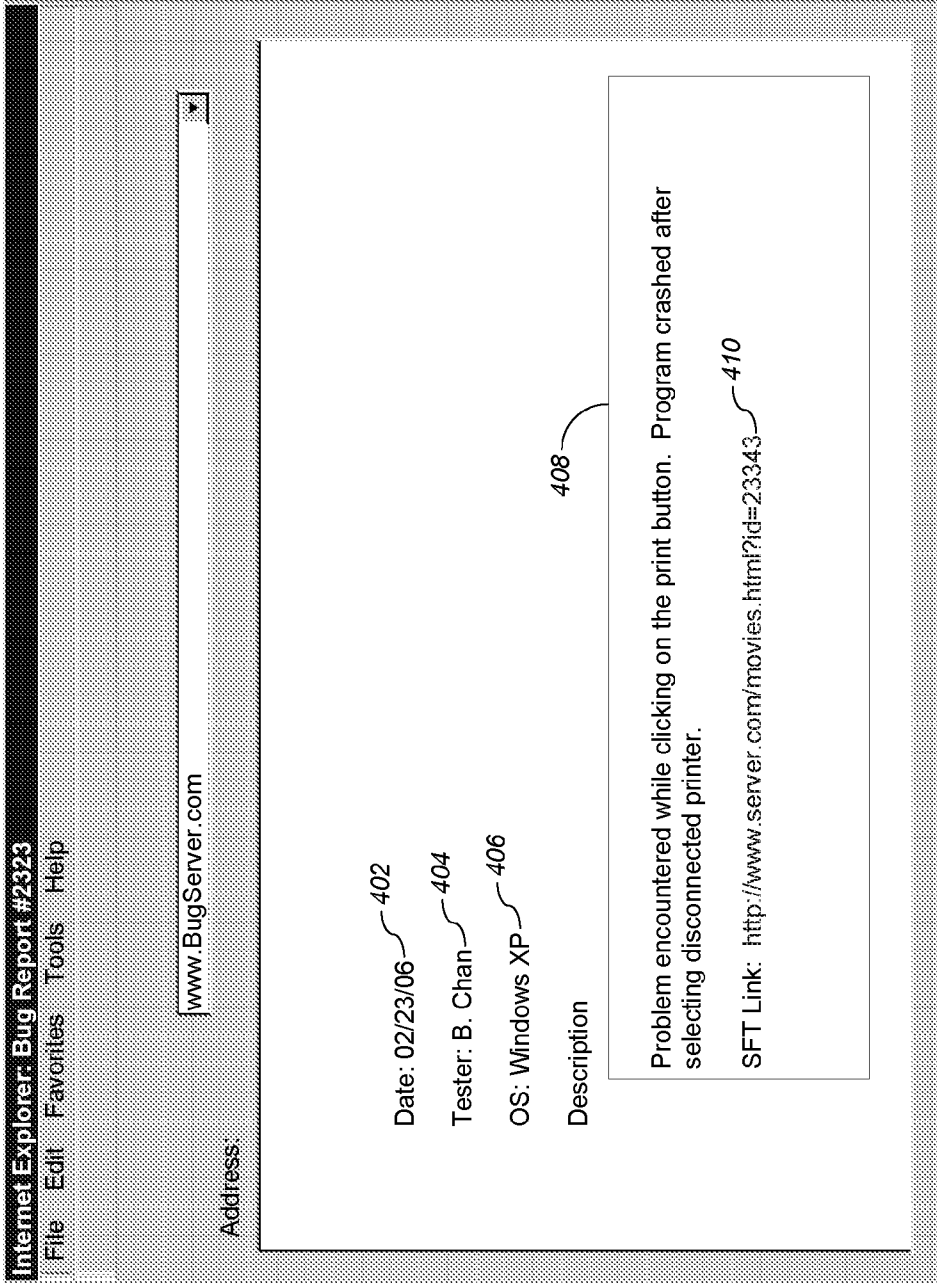 Internet Explorer: Bug Report #2323
File Edit Favorites Tools Help
www.BugServer.com
Address:
Date: 02/23/06 402
Tester: B. Chan 404
OS: Windows XP 406
Description
408
Problem encountered while clicking on the print button. Program crashed after
selecting disconnected printer.
SFT Link: http://www.server.com/movies.html?id=23343 410